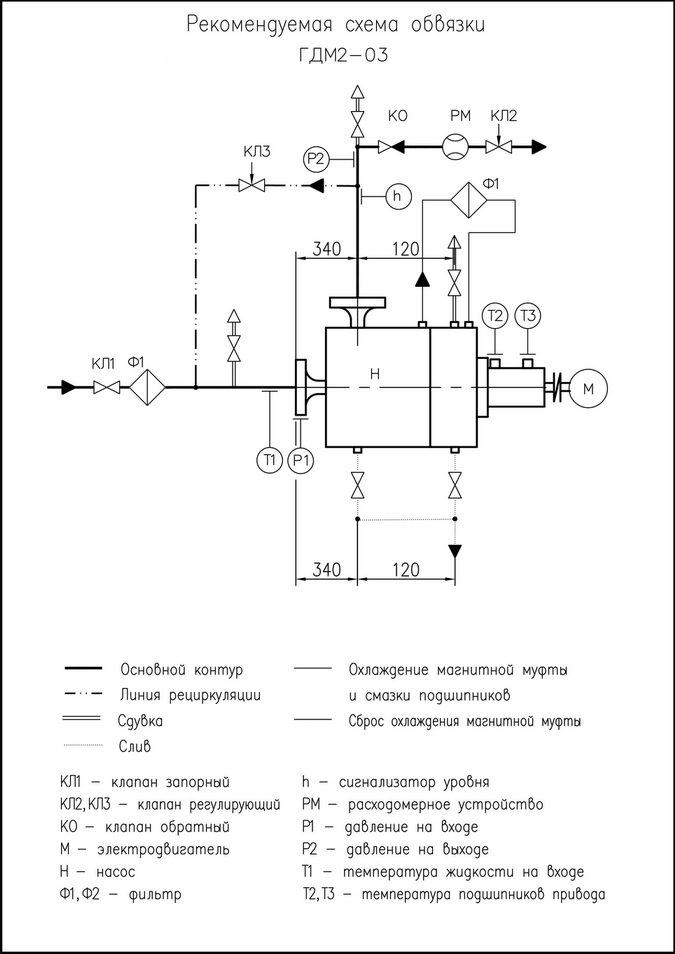 Рекомендуемая схема обвязки
ГДМ2-03
КО
РМ
КЛ2
КЛ3
Р2
h
Ф1
340
120
КЛ1
Ф1
Н
Т2
Т3
М
Т1
Р1
340
120
Основной контур
Линия рециркуляции
Сдувка
Слив
Охлаждение магнитной муфты
и смазки подшипников
Сброс охлаждения магнитной муфты
КЛ1 – клапан запорный
КЛ2,КЛ3 – клапан регулирующий
КО – клапан обратный
М – электродвигатель
Н – насос
Ф1,Ф2 – фильтр
h – сигнализатор уровня
РМ – расходомерное устройство
Р1 – давление на входе
Р2 – давление на выходе
Т1 – температура жидкости на входе
Т2,Т3 – температура подшипников привода